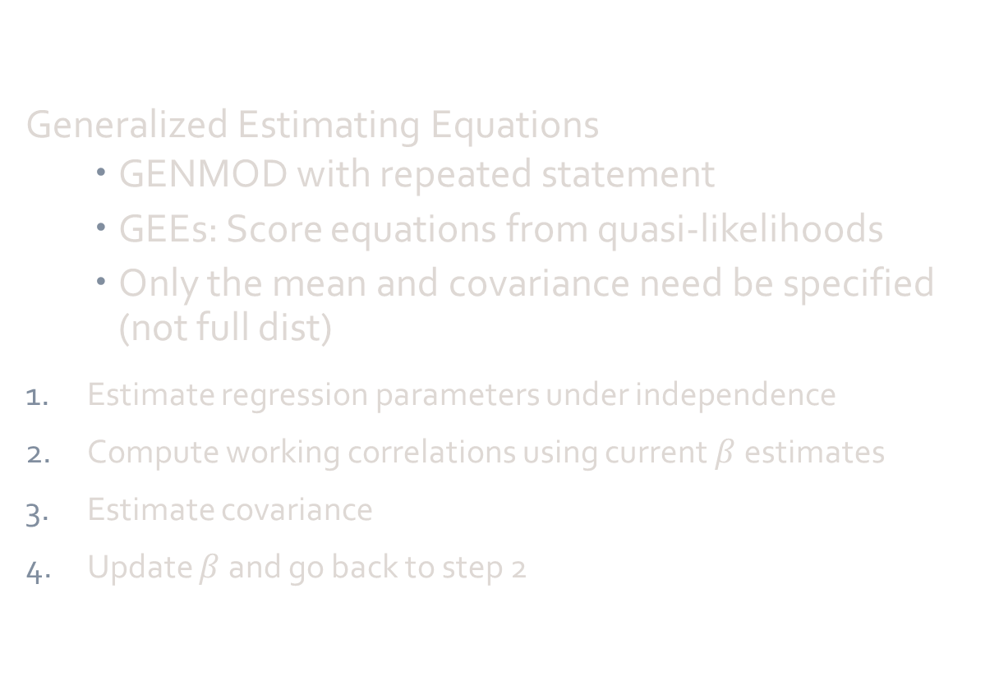 Generalized Estimating Equations
• GENMOD with repeated statement
• GEEs: Score equations from quasi-likelihoods
• Only the mean and covariance need be specified
(not full dist)
1. Estimate regression parameters under independence
2. Compute working correlations using current β estimates
3. Estimate covariance
4. Update β and go back to step 2